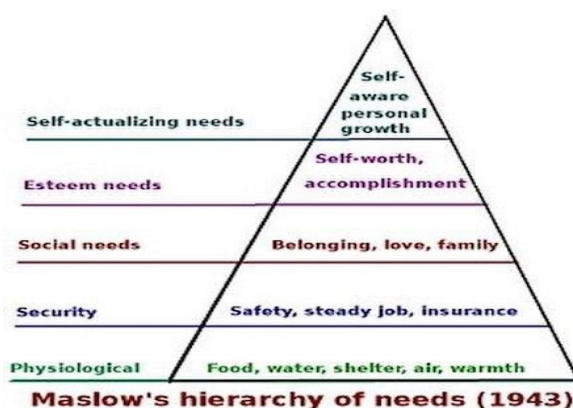 Self-
aware
personal
growth
Self-actualizing needs
Self-worth,
accomplishment
Esteem needs
Social needs
Belonging, love, family
Security
Safety, steady job, insurance
Physiological
Food, water, shelter, air, warmth
Maslow's hierarchy of needs (1943)